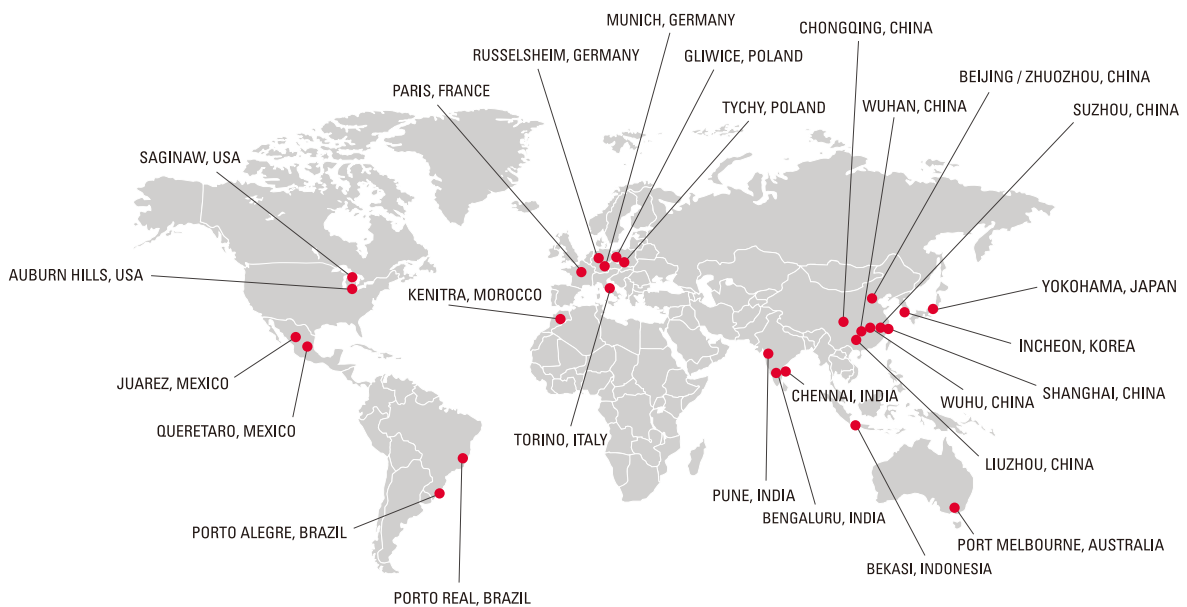 MUNICH, GERMANY
CHONGQING, CHINA
RUSSELSHEIM, GERMANY
GLIWICE, POLAND
BEIJING / ZHUOZHOU, CHINA
PARIS, FRANCE
TYCHY, POLAND
WUHAN, CHINA
SUZHOU, CHINA
SAGINAW, USA
AUBURN HILLS, USA
KENITRA, MOROCCO
YOKOHAMA, JAPAN
INCHEON, KOREA
JUAREZ, MEXICO
CHENNAI, INDIA
SHANGHAI, CHINA
WUHU, CHINA
QUERETARO, MEXICO
TORINO, ITALY
LIUZHOU, CHINA
PUNE, INDIA
BENGALURU, INDIA
PORTO ALEGRE, BRAZIL
PORT MELBOURNE, AUSTRALIA
BEKASI, INDONESIA
PORTO REAL, BRAZIL